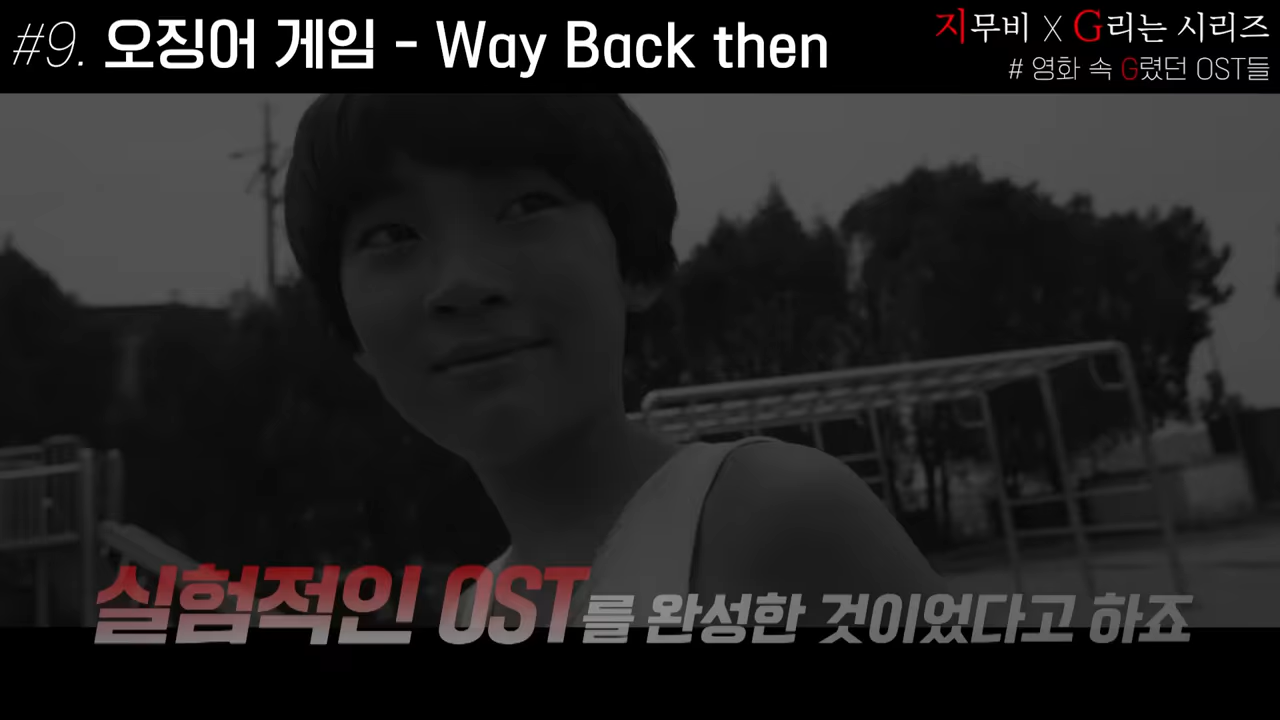 #9. 오징어 게임 - Way Back then
지무비 X G리는 시리즈
# 영화 속 G렸던 OST들
실험적인 OST를 완성한 것이었다고 하죠